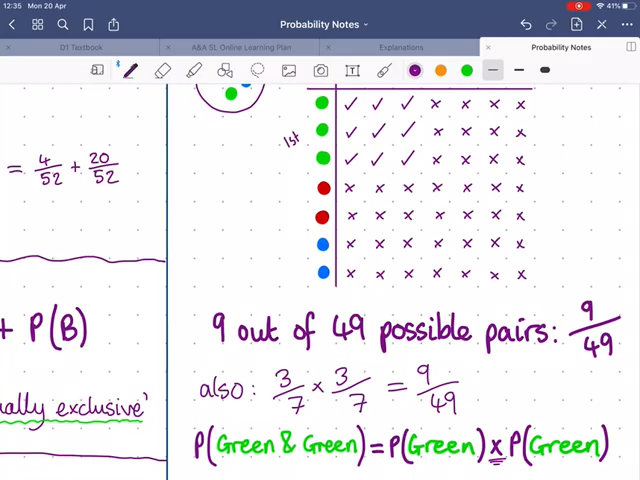 12:35 Mon 20 Apr
41%
Probability Notes
D1 Textbook
A&A SL Online Learning Plan
Explanations
Probability Notes
1st
✓ ✓ ✓ x x x x
✓ ✓ ✓ x x x x
✓ ✓ ✓ x x x x
x x x x x x x
x x x x x x x
x x x x x x x
x x x x x x x
= 4/52 + 20/52
+ P(B)
ually exclusive'
9 out of 49 possible pairs: 9/49
also: 3/7 x 3/7 = 9/49
P(Green & Green) = P(Green) x P(Green)